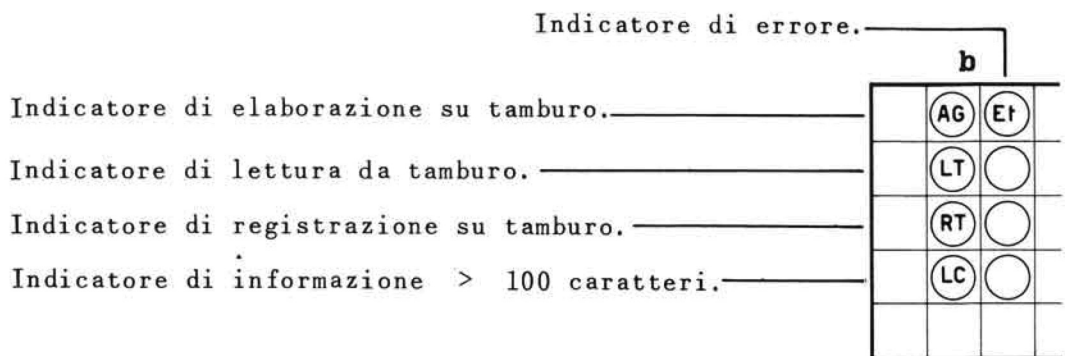 Indicatore di errore.
b
Indicatore di elaborazione su tamburo. AG Et
Indicatore di lettura da tamburo. LT
Indicatore di registrazione su tamburo. RT
Indicatore di informazione > 100 caratteri. LC